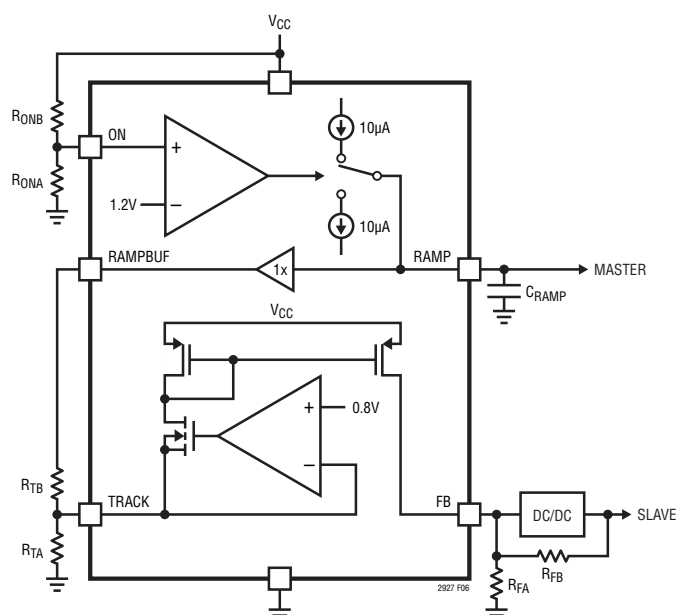 VCC
RONB
ON
10µA
RONA
1.2V
10µA
RAMPBUF
1x
RAMP
MASTER
CRAMP
VCC
0.8V
RTB
TRACK
FB
DC/DC
SLAVE
RTA
RFB
RFA
2927 F06
+
−
+
−